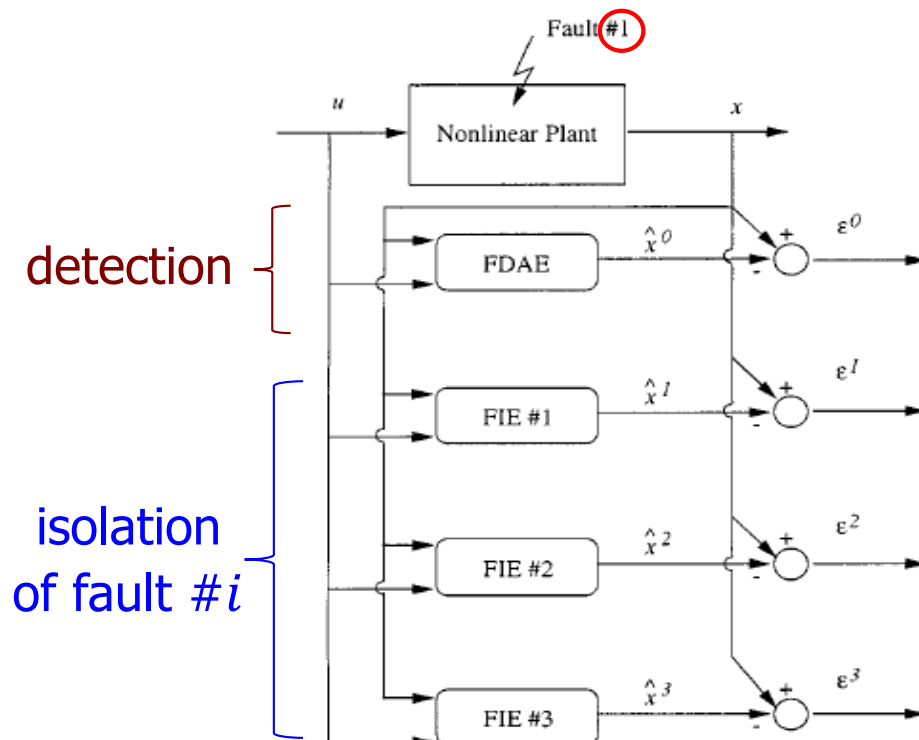 Fault #1
u
x
Nonlinear Plant
detection
FDAE
x̂⁰
+
-
ε⁰
FIE #1
x̂¹
+
-
ε¹
isolation
of fault #i
FIE #2
x̂²
+
-
ε²
FIE #3
x̂³
+
-
ε³